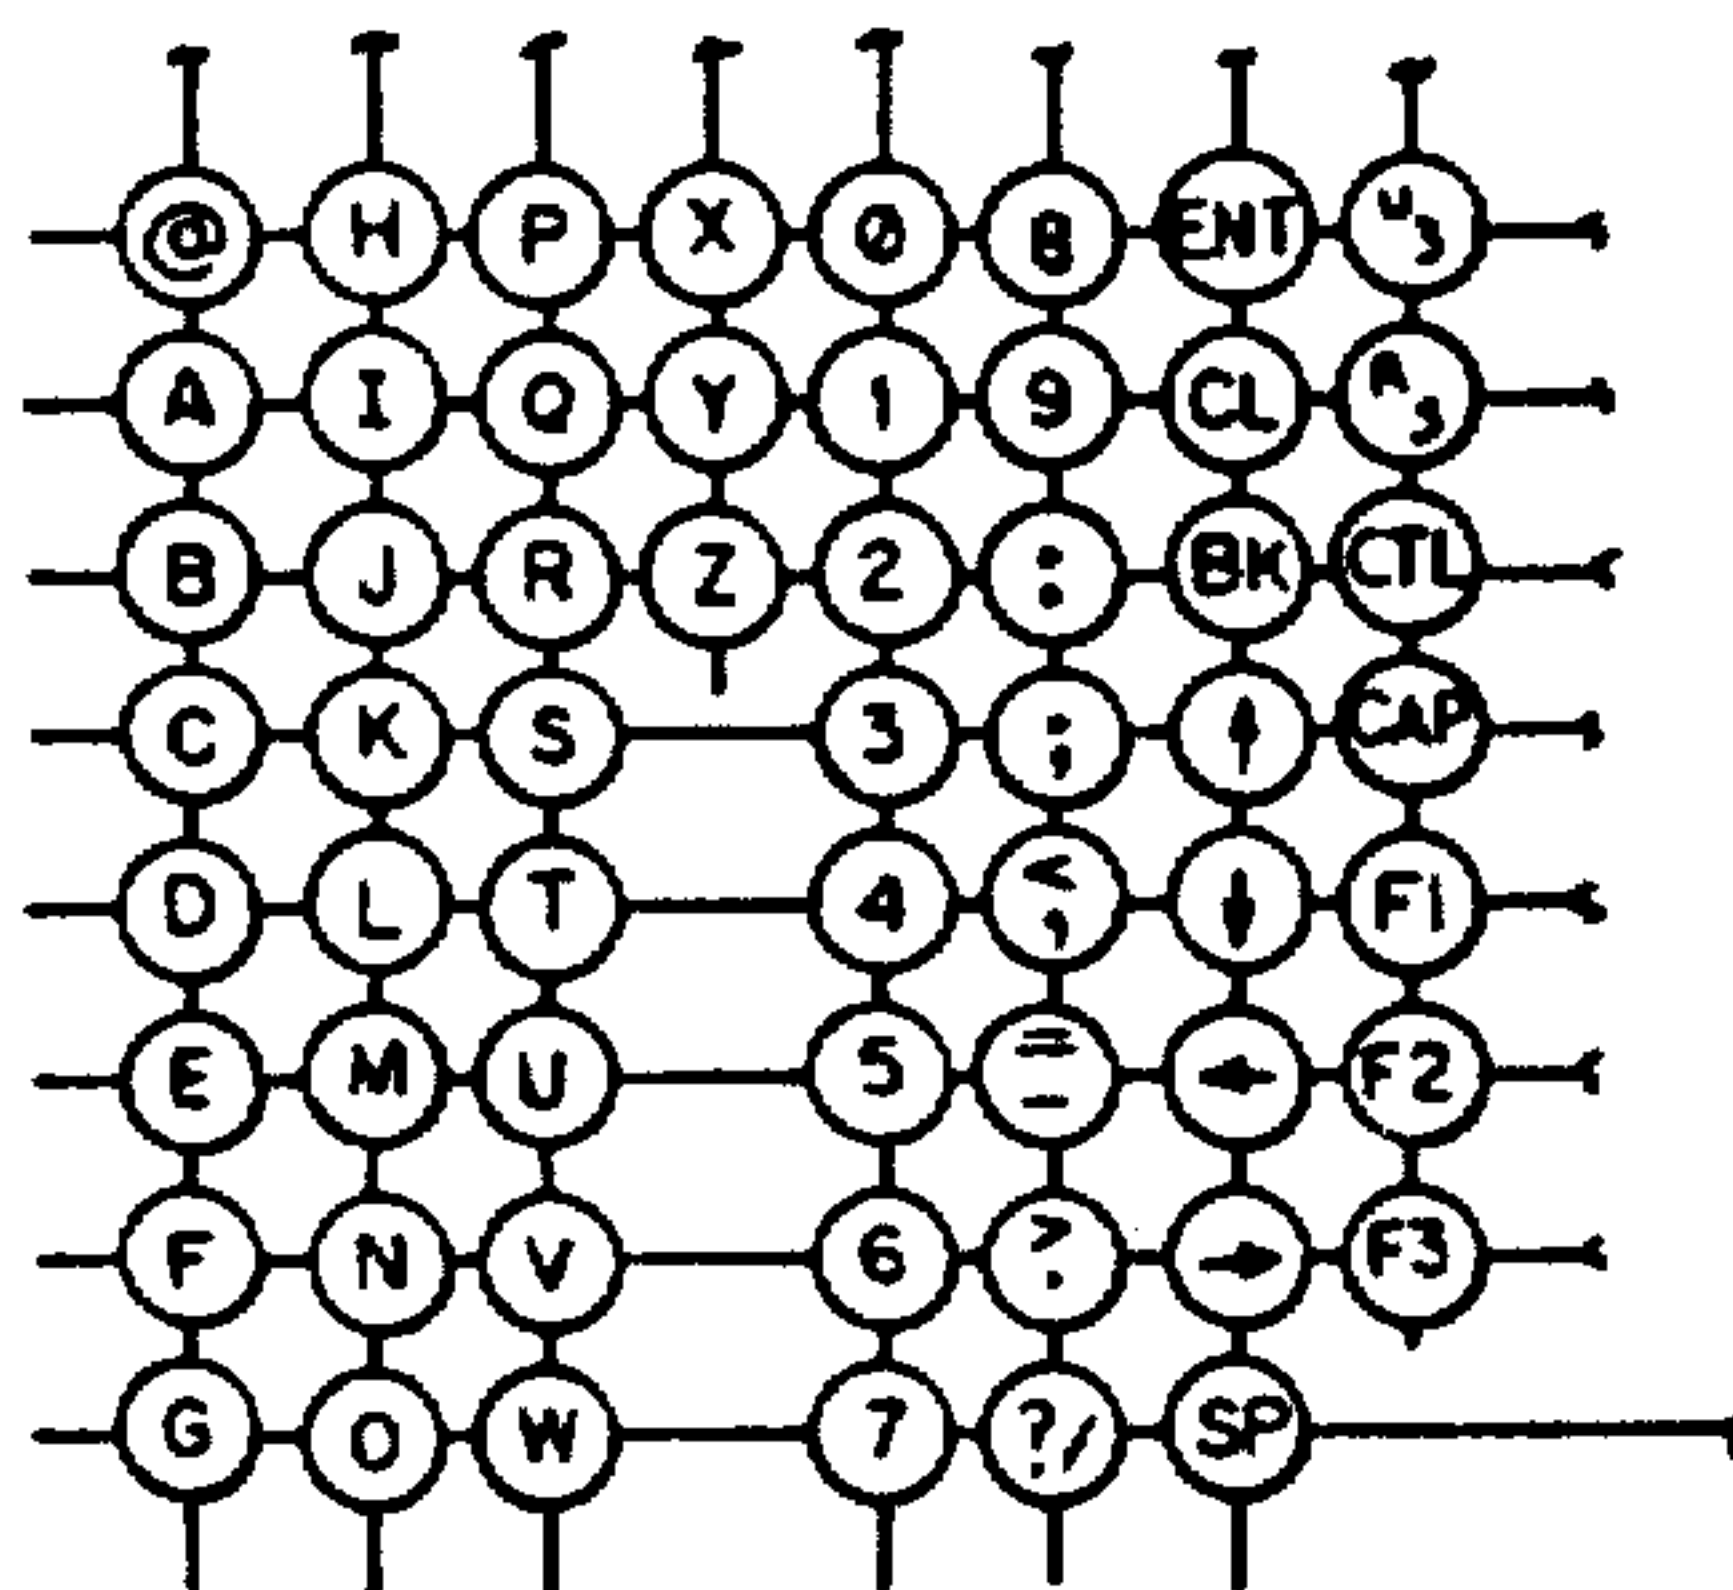 @ H P X 0 8 ENT
A I Q Y 1 9 CL
B J R Z 2 : BK CTL
C K S 3 ; ↑ CAP
D L T 4 < , ↓ F1
E M U 5 = - ← F2
F N V 6 > . → F3
G O W 7 ?/ SP